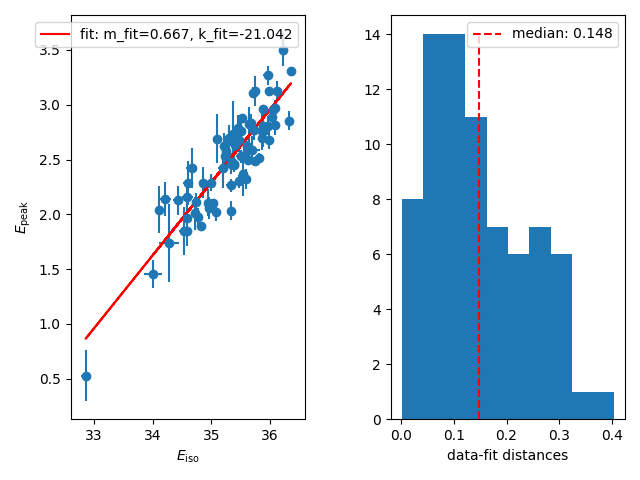 fit: m_fit=0.667, k_fit=-21.042
3.5
3.0
2.5
2.0
1.5
1.0
0.5
E_peak
33 34 35 36
E_iso
median: 0.148
14
12
10
8
6
4
2
0
0.0 0.1 0.2 0.3 0.4
data-fit distances